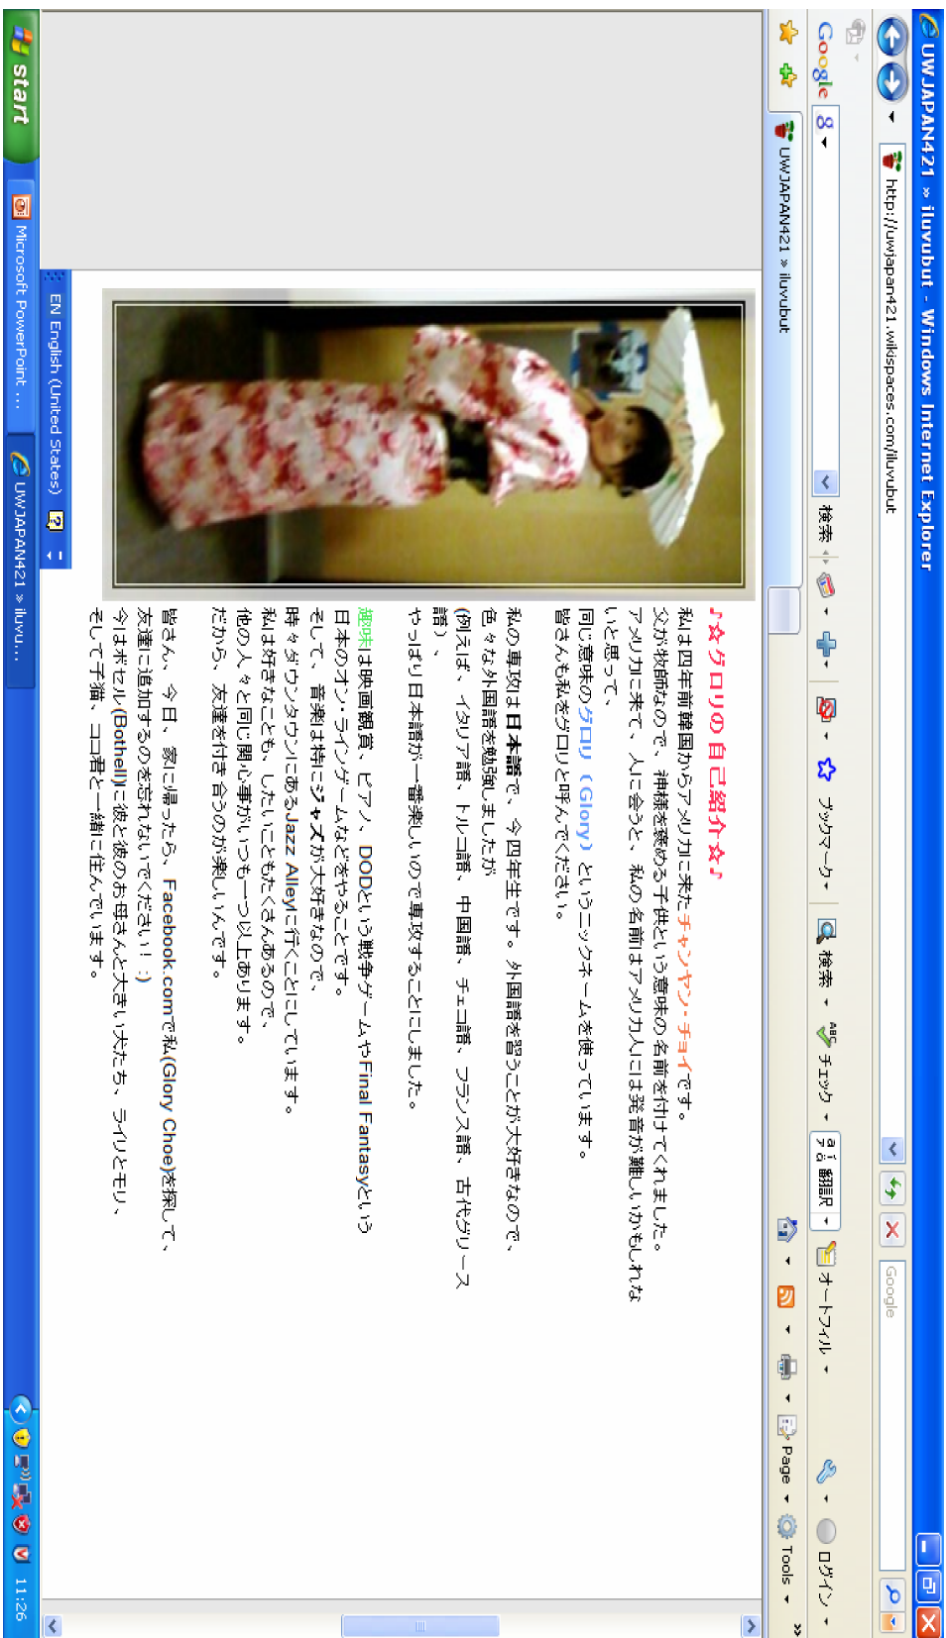 UWJAPAN421 » iluvubut - Windows Internet Explorer
http://uwjapan421.wikispaces.com/iluvubut
Google
Google
検索
ブックマーク
検索
ABC チェック
翻訳
オートフィル
ログイン
UWJAPAN421 » iluvubut
Page
Tools
♪☆グロリの 自己紹介☆♪
私は四年前韓国からアメリカに来たチャンヤン・チョイです。
父が牧師なので、神様を褒める子供という意味の名前を付けてくれました。
アメリカに来て、人に会うと、私の名前はアメリカ人には発音が難しいかもしれな
いと思って、
同じ意味のグロリ（Glory）というニックネームを使っています。
皆さんも私をグロリと呼んでください。
私の専攻は日本語で、今四年生です。外国語を習うことが大好きなので、
色々な外国語を勉強しましたが
(例えば、イタリア語、トルコ語、中国語、チェコ語、フランス語、古代グリース
語）、
やっぱり日本語が一番楽しいので専攻することにしました。
趣味は映画観賞、ピアノ、DODという戦争ゲームやFinal Fantasyという
日本のオン・ラインゲームなどをやることです。
そして、音楽は特にジャズが大好きなので、
時々ダウンタウンにあるJazz Alleyに行くことにしています。
私は好きなことも、したいこともたくさんあるので、
他の人々と同じ関心事がいつも一つ以上あります。
だから、友達を付き合うのが楽しいんです。
皆さん、今日、家に帰ったら、Facebook.comで私(Glory Choe)を探して、
友達に追加するのを忘れないでください！ :)
今はボセル(Bothell)に彼と彼のお母さんと大きい犬たち、ライリとモリ、
そして子猫、ココ君と一緒に住んでいます。
EN English (United States)
start
Microsoft PowerPoint ...
UWJAPAN421 » iluvu...
11:26